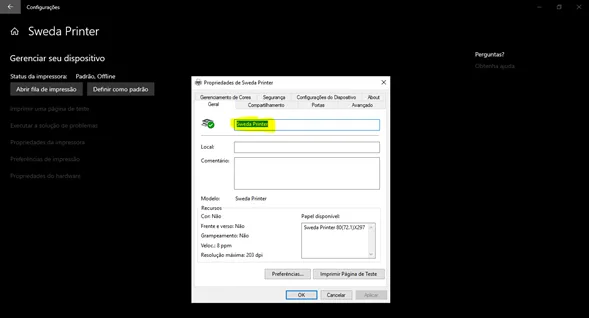 Configurações
Sweda Printer
Gerenciar seu dispositivo
Status da impressora: Padrão, Offline
Abrir fila de impressão
Definir como padrão
Imprimir uma página de teste
Executar a solução de problemas
Propriedades da impressora
Preferências de impressão
Propriedades do hardware
Perguntas?
Obtenha ajuda
Propriedades de Sweda Printer
Gerenciamento de Cores Segurança Configurações do Dispositivo About
Geral Compartilhamento Portas Avançado
Sweda Printer
Local:
Comentário:
Modelo: Sweda Printer
Recursos
Cor: Não
Frente e verso: Não
Grampeamento: Não
Veloc.: 8 ppm
Resolução máxima: 203 dpi
Papel disponível:
Sweda Printer 80(72.1)X297
Preferências... Imprimir Página de Teste
OK Cancelar Aplicar